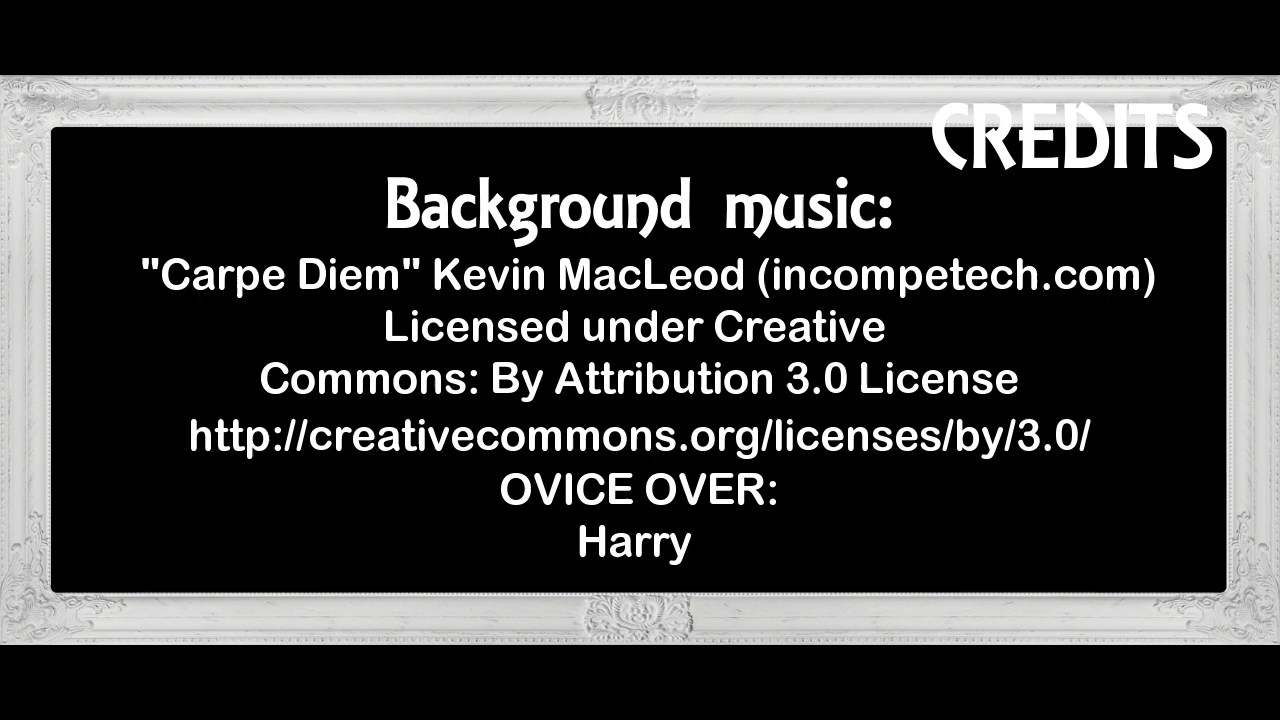 CREDITS
Background music:
"Carpe Diem" Kevin MacLeod (incompetech.com)
Licensed under Creative
Commons: By Attribution 3.0 License
http://creativecommons.org/licenses/by/3.0/
OVICE OVER:
Harry